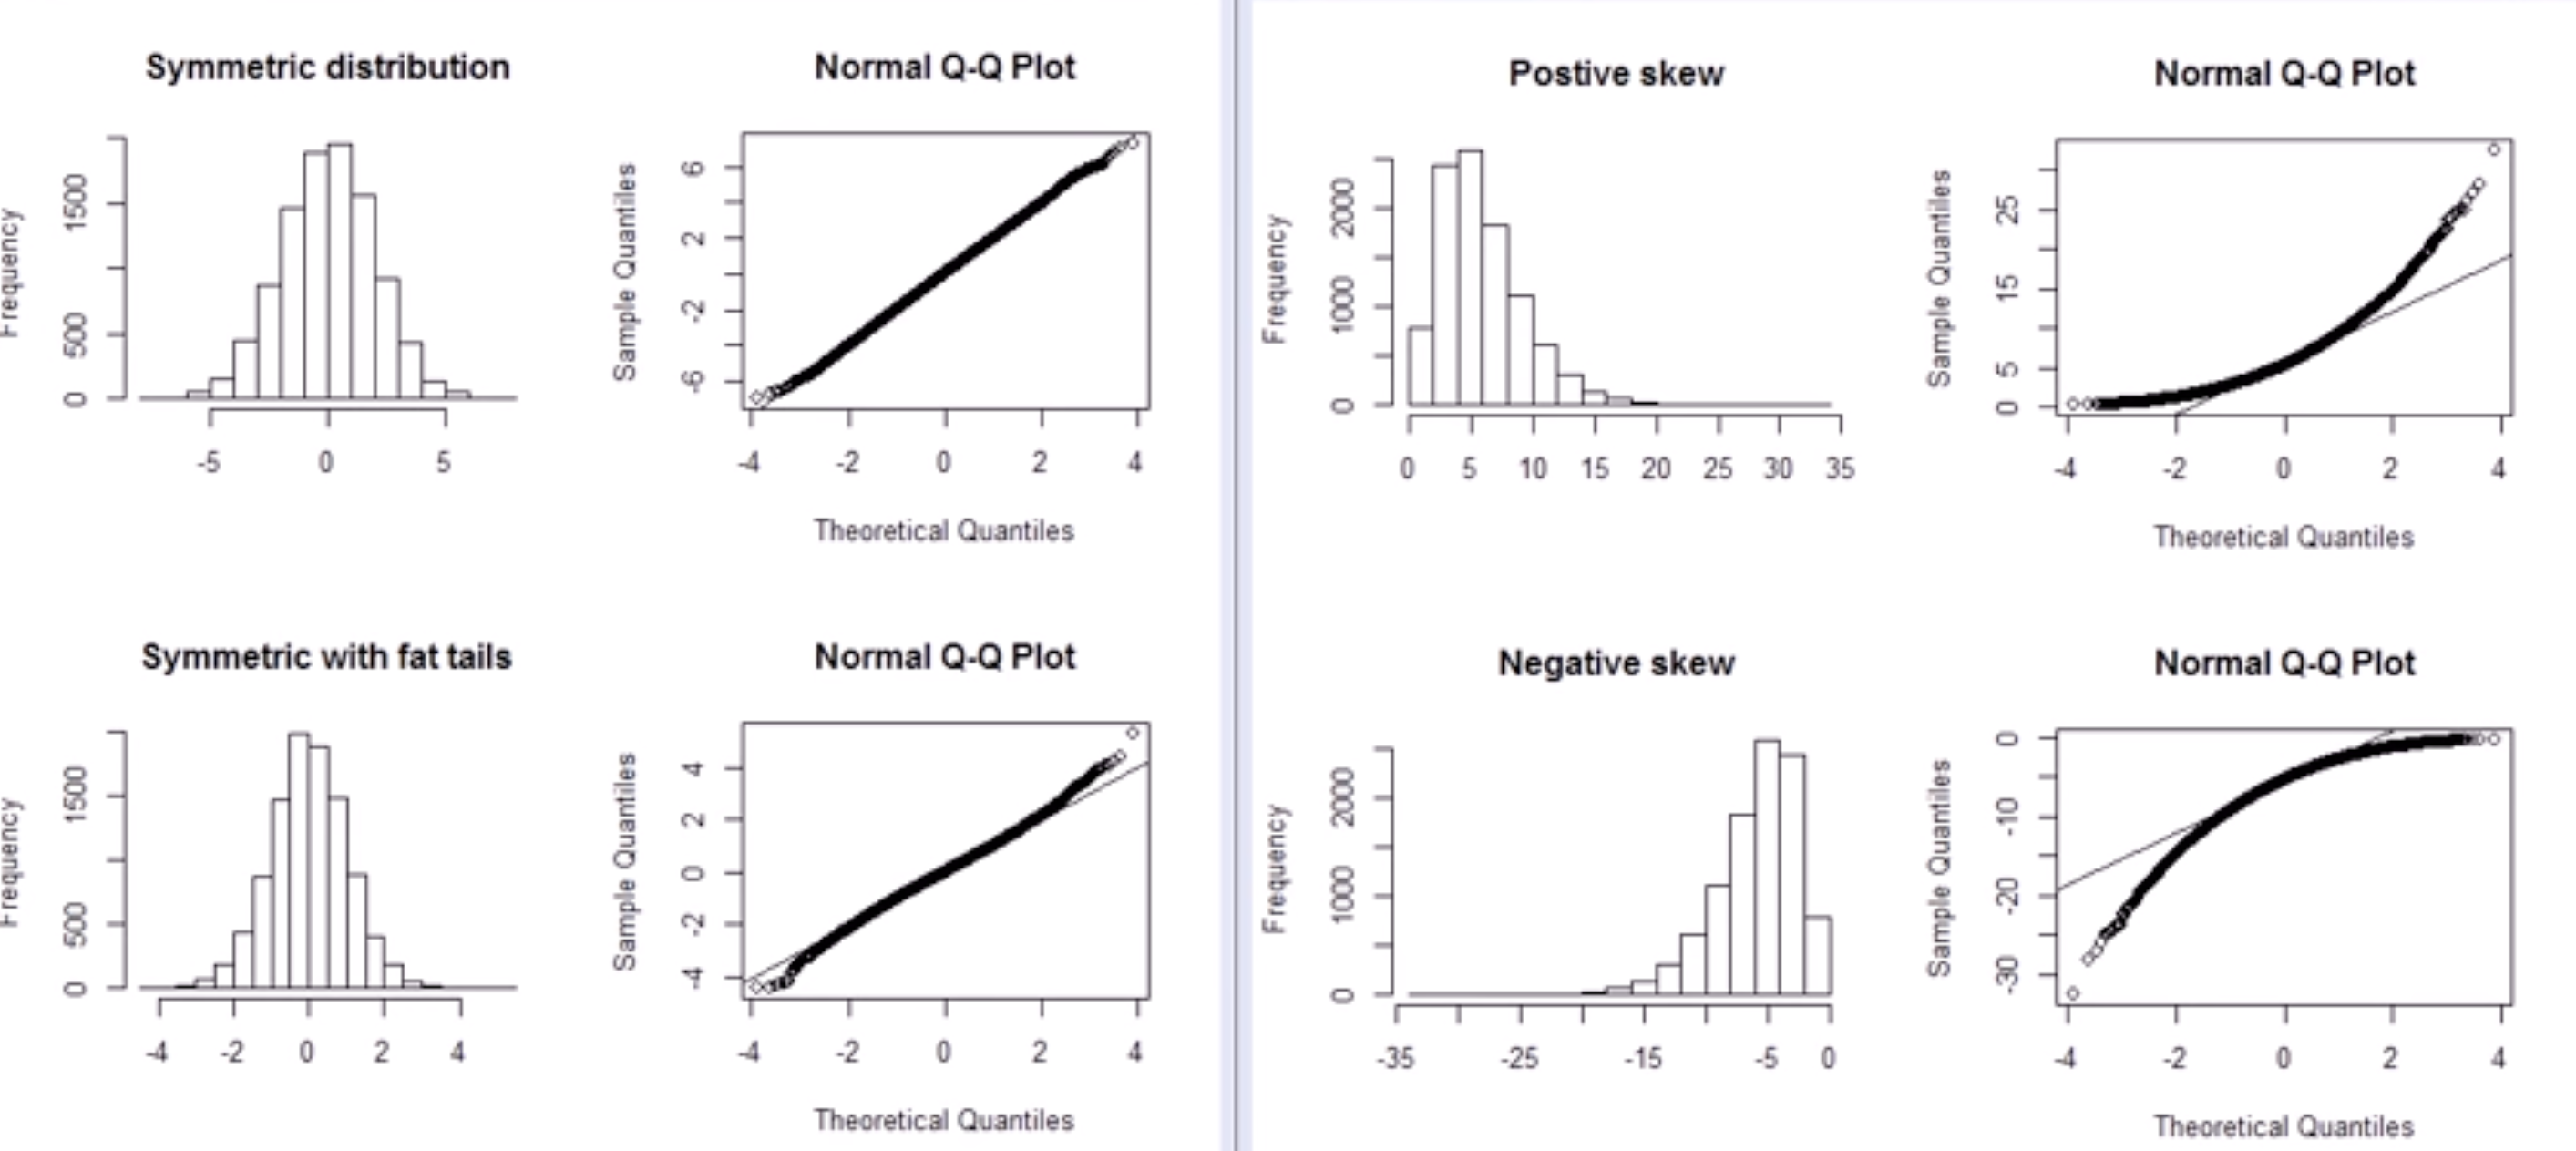 Symmetric distribution
Frequency
0 500 1500
-5 0 5
Normal Q-Q Plot
Sample Quantiles
-6 -2 2 6
-4 -2 0 2 4
Theoretical Quantiles
Postive skew
Frequency
0 1000 2000
0 5 10 15 20 25 30 35
Normal Q-Q Plot
Sample Quantiles
0 5 15 25
-4 -2 0 2 4
Theoretical Quantiles
Symmetric with fat tails
Frequency
0 500 1500
-4 -2 0 2 4
Normal Q-Q Plot
Sample Quantiles
-4 -2 0 2 4
-4 -2 0 2 4
Theoretical Quantiles
Negative skew
Frequency
0 1000 2000
-35 -25 -15 -5 0
Normal Q-Q Plot
Sample Quantiles
-30 -20 -10 0
-4 -2 0 2 4
Theoretical Quantiles